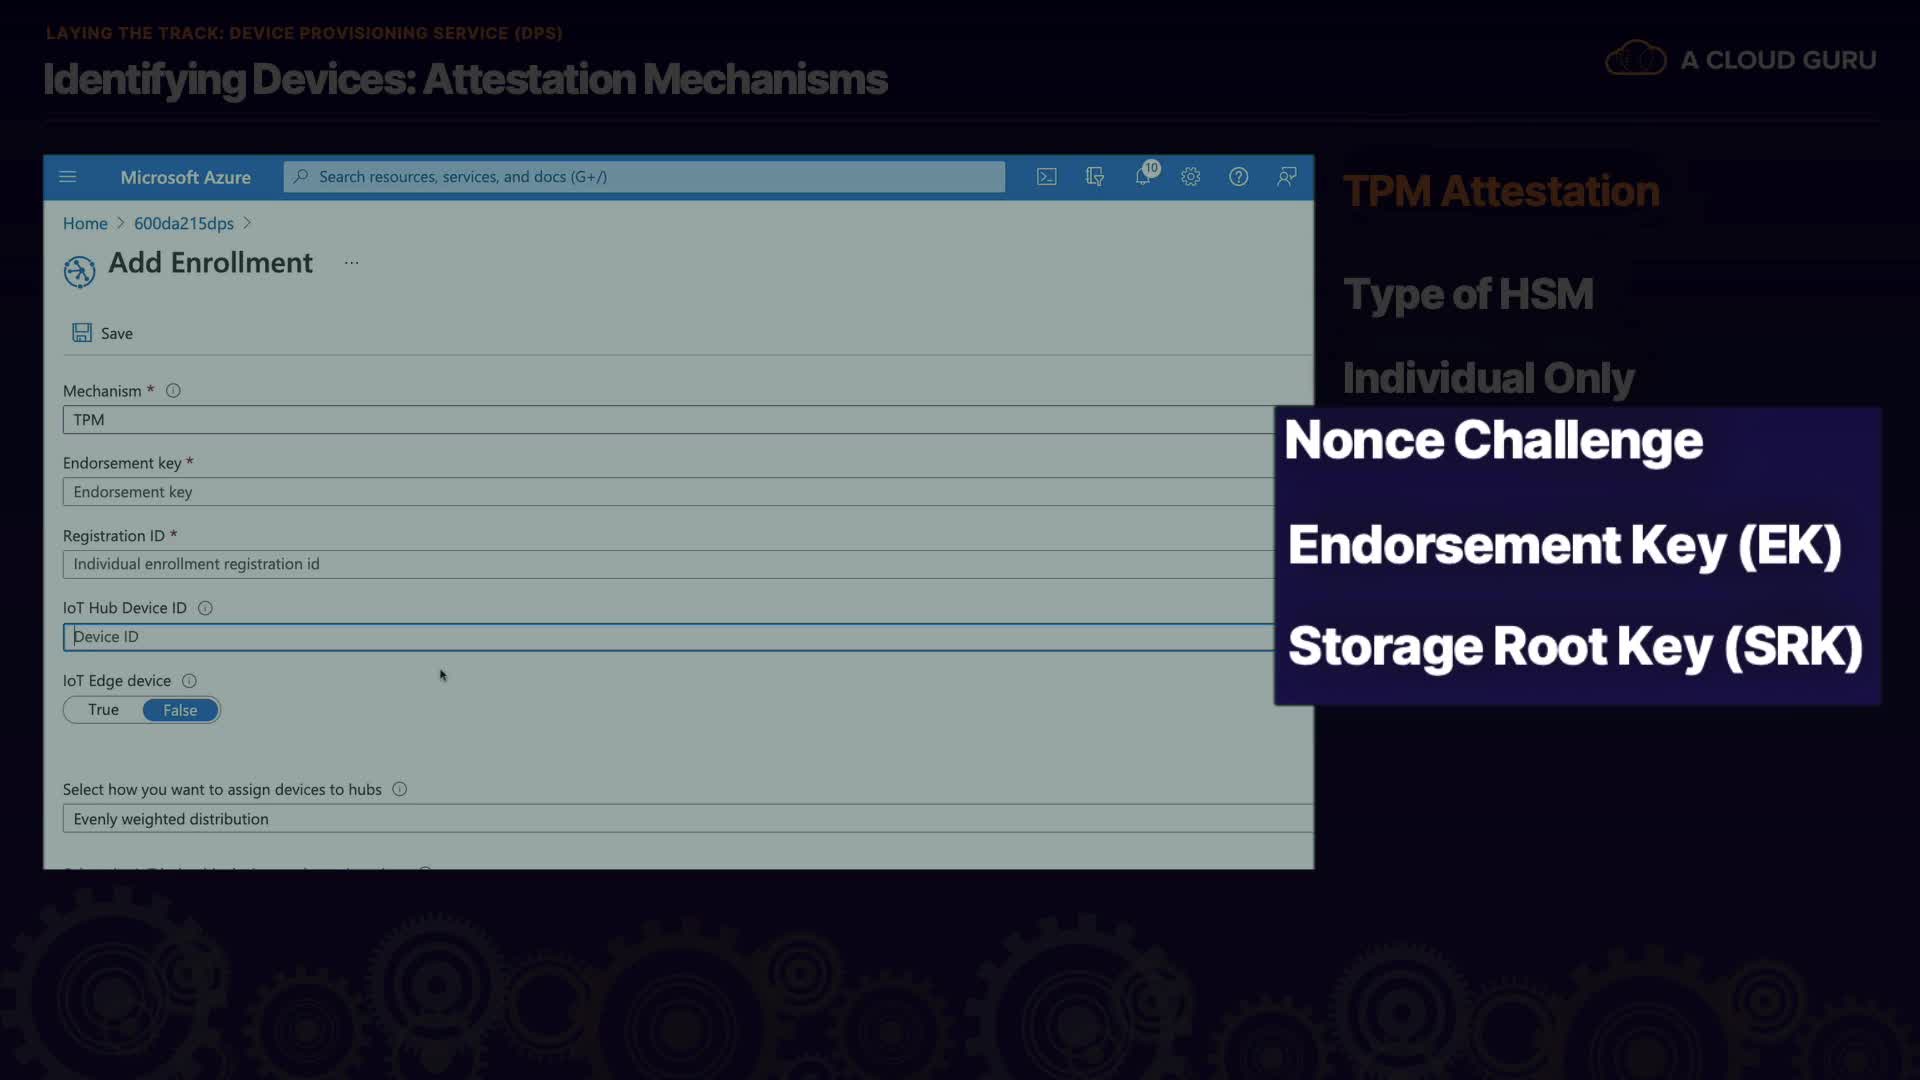 LAYING THE TRACK: DEVICE PROVISIONING SERVICE (DPS)
Identifying Devices: Attestation Mechanisms
A CLOUD GURU
Microsoft Azure
Search resources, services, and docs (G+/)
10
Home > 600da215dps >
Add Enrollment ...
Save
Mechanism *
TPM
Endorsement key *
Endorsement key
Registration ID *
Individual enrollment registration id
IoT Hub Device ID
Device ID
IoT Edge device
True False
Select how you want to assign devices to hubs
Evenly weighted distribution
TPM Attestation
Type of HSM
Individual Only
Nonce Challenge
Endorsement Key (EK)
Storage Root Key (SRK)